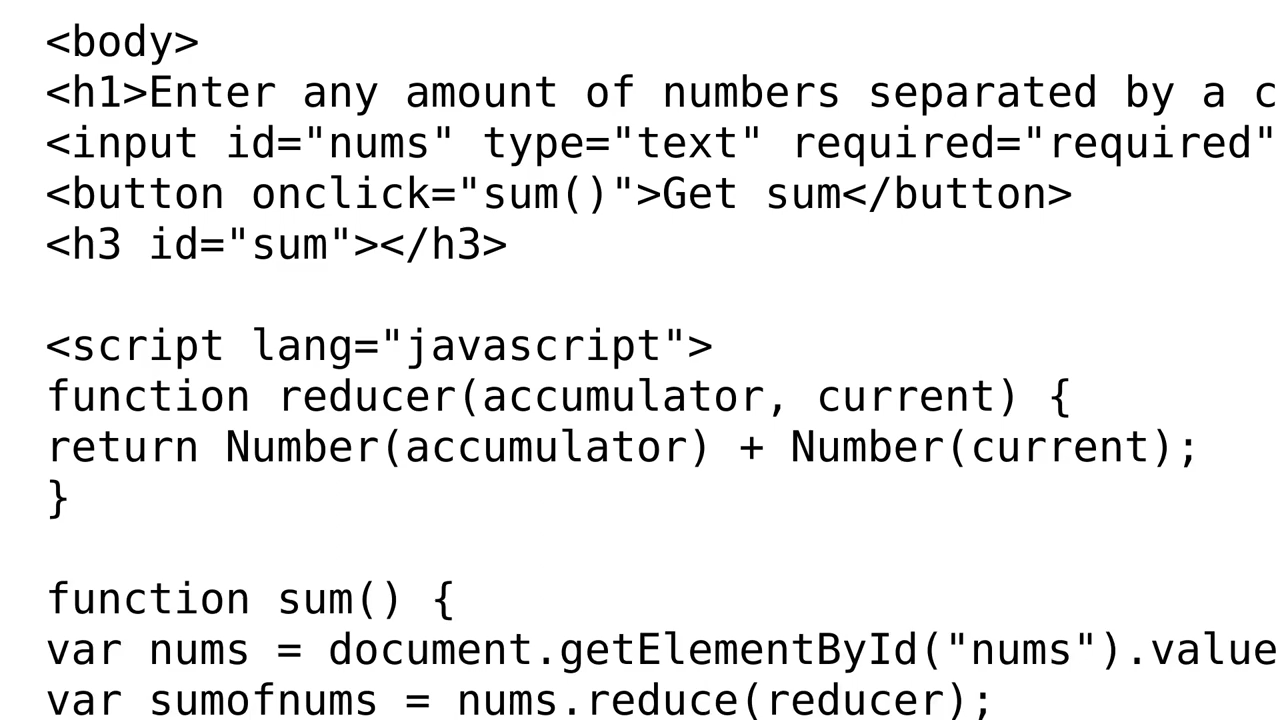 <body>
<h1>Enter any amount of numbers separated by a c
<input id="nums" type="text" required="required"
<button onclick="sum()">Get sum</button>
<h3 id="sum"></h3>
<script lang="javascript">
function reducer(accumulator, current) {
return Number(accumulator) + Number(current);
}
function sum() {
var nums = document.getElementById("nums").value
var sumofnums = nums.reduce(reducer);